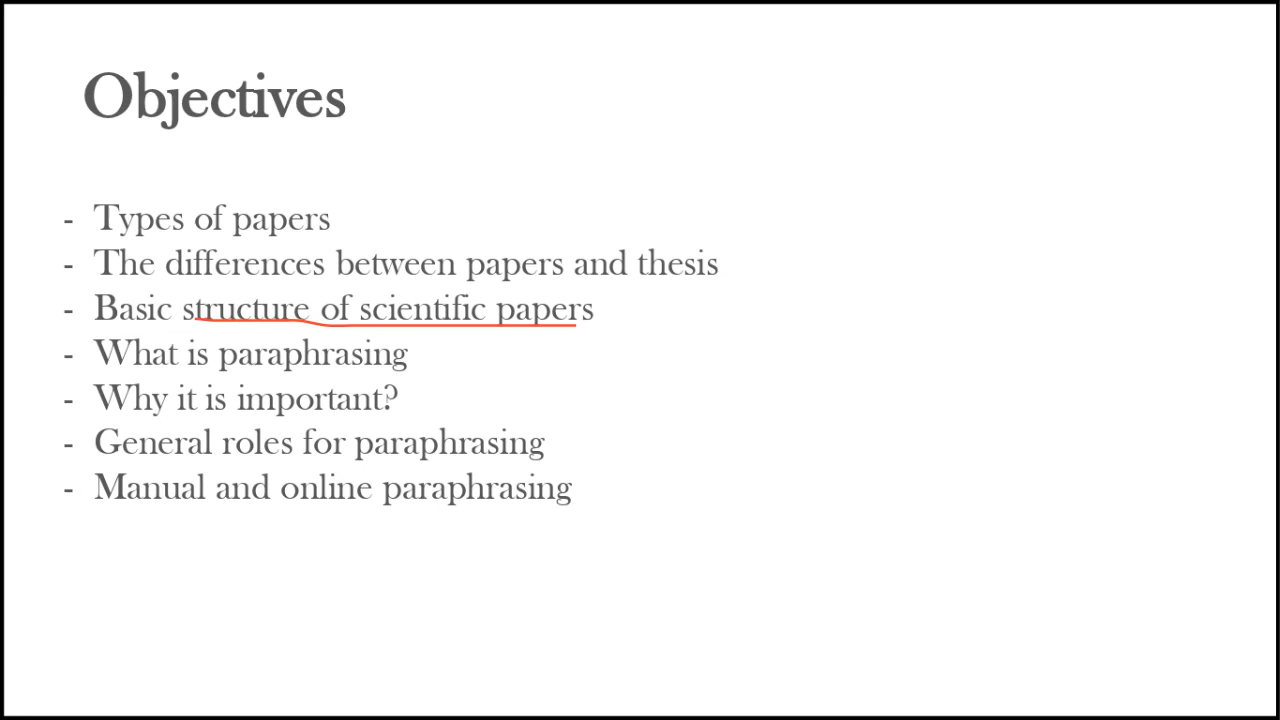 Objectives
- Types of papers
- The differences between papers and thesis
- Basic structure of scientific papers
- What is paraphrasing
- Why it is important?
- General roles for paraphrasing
- Manual and online paraphrasing